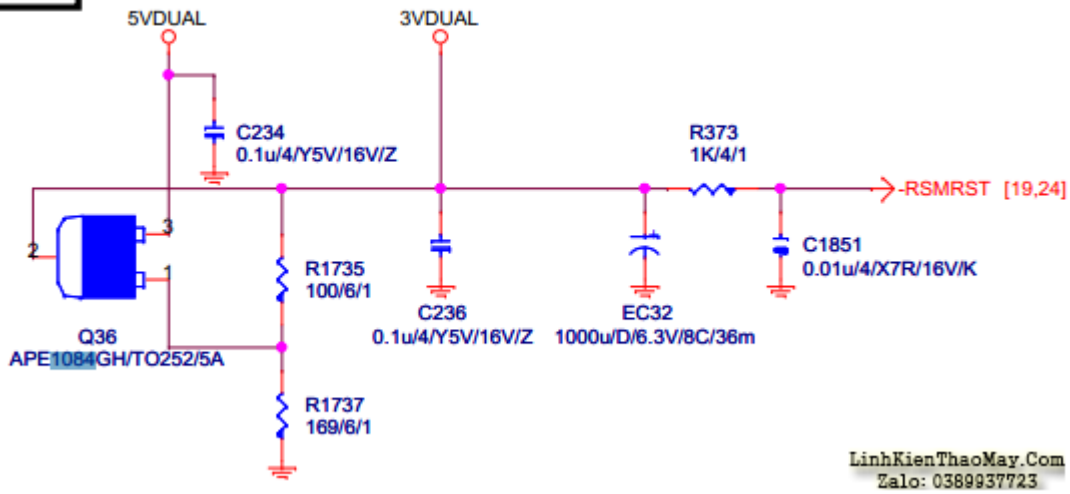 5VDUAL
3VDUAL
C234
0.1u/4/Y5V/16V/Z
R373
1K/4/1
-RSMRST [19,24]
3
2
1
R1735
100/6/1
C1851
0.01u/4/X7R/16V/K
C236
0.1u/4/Y5V/16V/Z
EC32
1000u/D/6.3V/8C/36m
Q36
APE1084GH/TO252/5A
R1737
169/6/1
LinhKienThaoMay.Com
Zalo: 0389937723